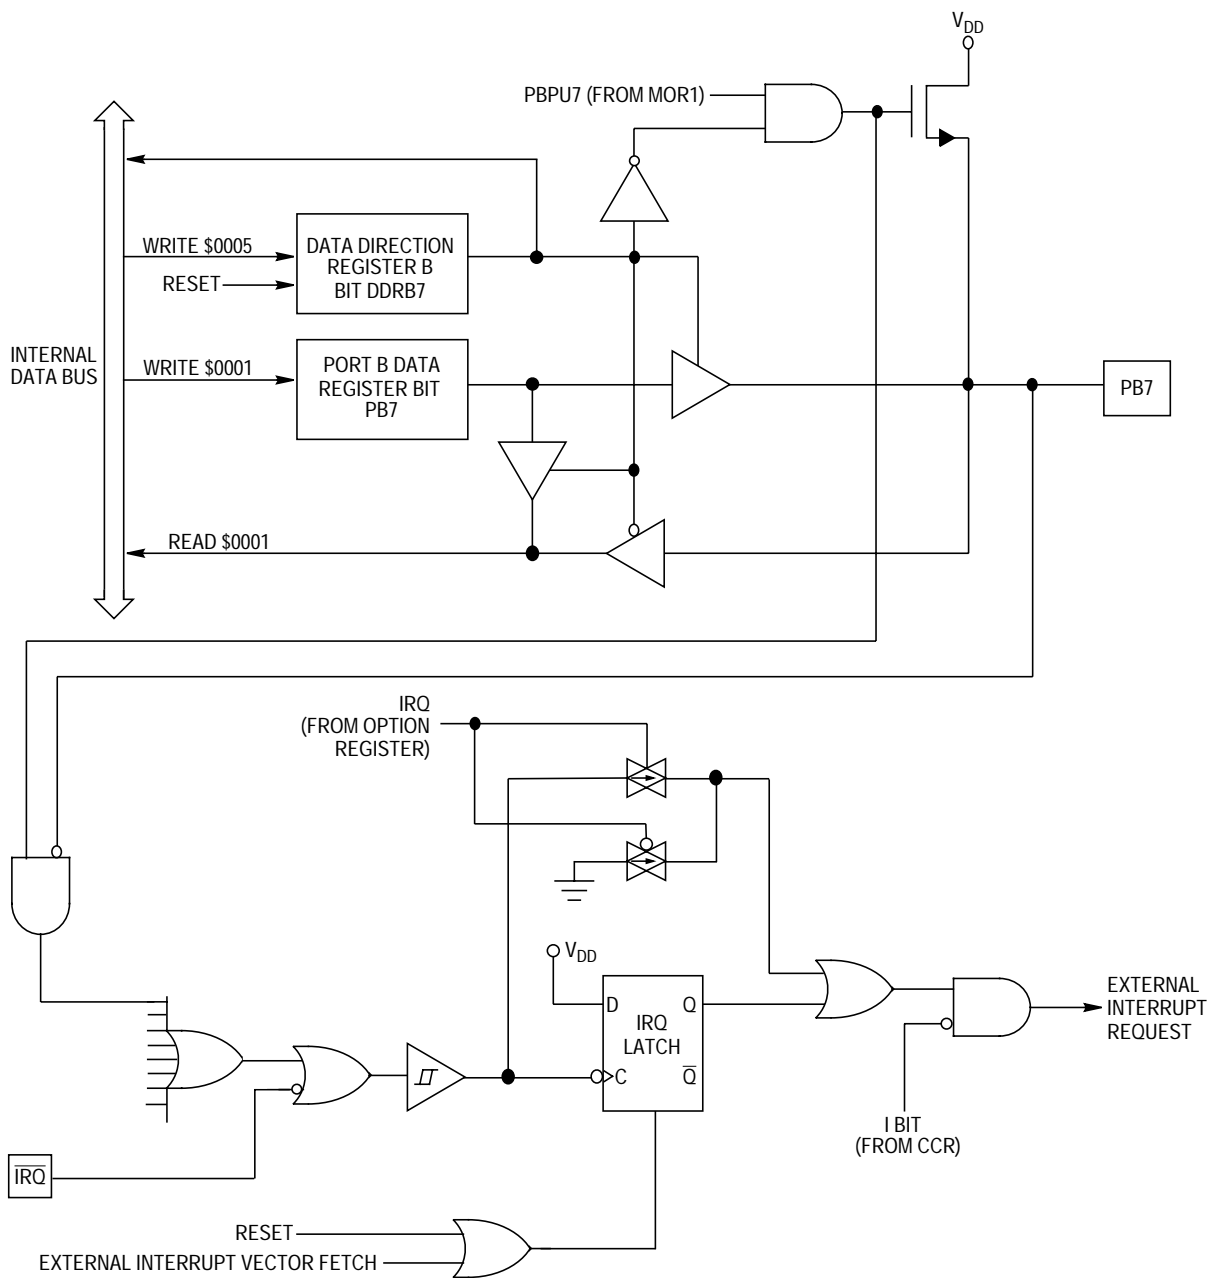 V_DD
PBPU7 (FROM MOR1)
WRITE $0005
RESET
DATA DIRECTION
REGISTER B
BIT DDRB7
INTERNAL
DATA BUS
WRITE $0001
PORT B DATA
REGISTER BIT
PB7
PB7
READ $0001
IRQ
(FROM OPTION
REGISTER)
V_DD
D
Q
IRQ
LATCH
C
Q̅
EXTERNAL
INTERRUPT
REQUEST
I BIT
(FROM CCR)
I̅R̅Q̅
RESET
EXTERNAL INTERRUPT VECTOR FETCH